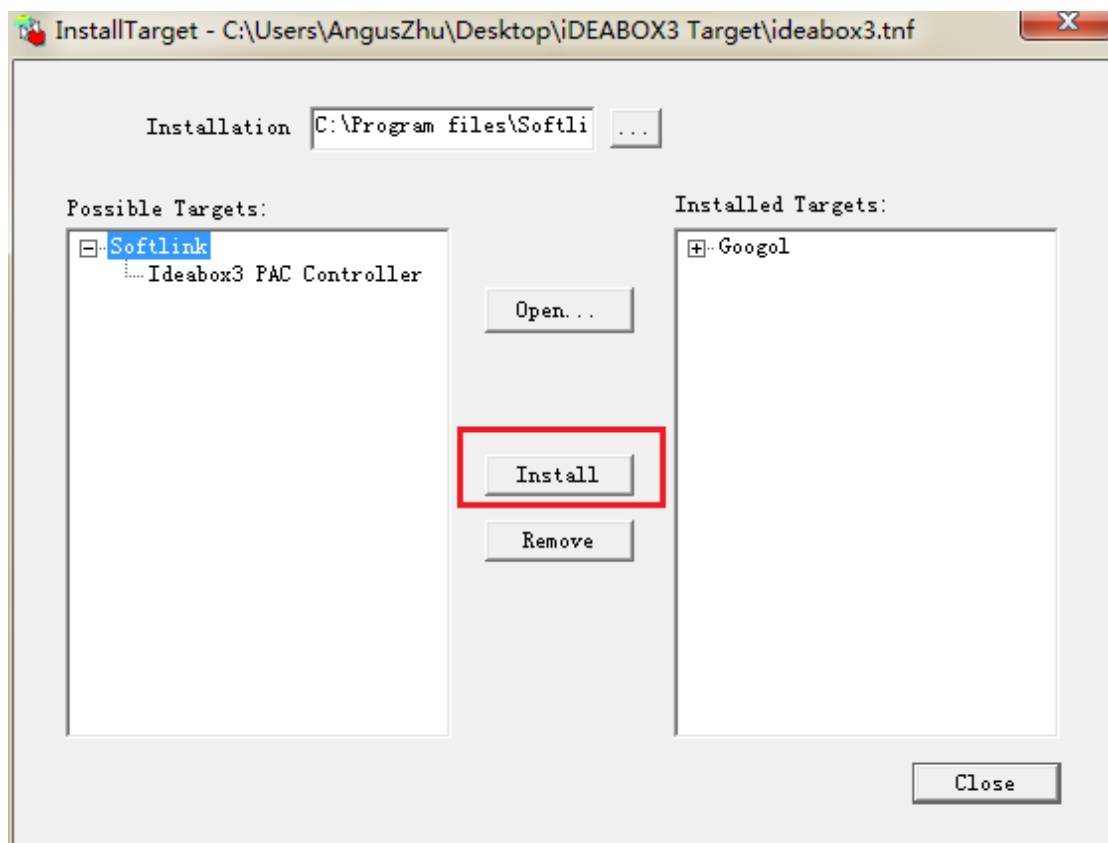 InstallTarget - C:\Users\AngusZhu\Desktop\iDEABOX3 Target\ideabox3.tnf
Installation C:\Program files\Softli ...
Possible Targets:
Softlink
Ideabox3 PAC Controller
Open...
Install
Remove
Installed Targets:
Googol
Close